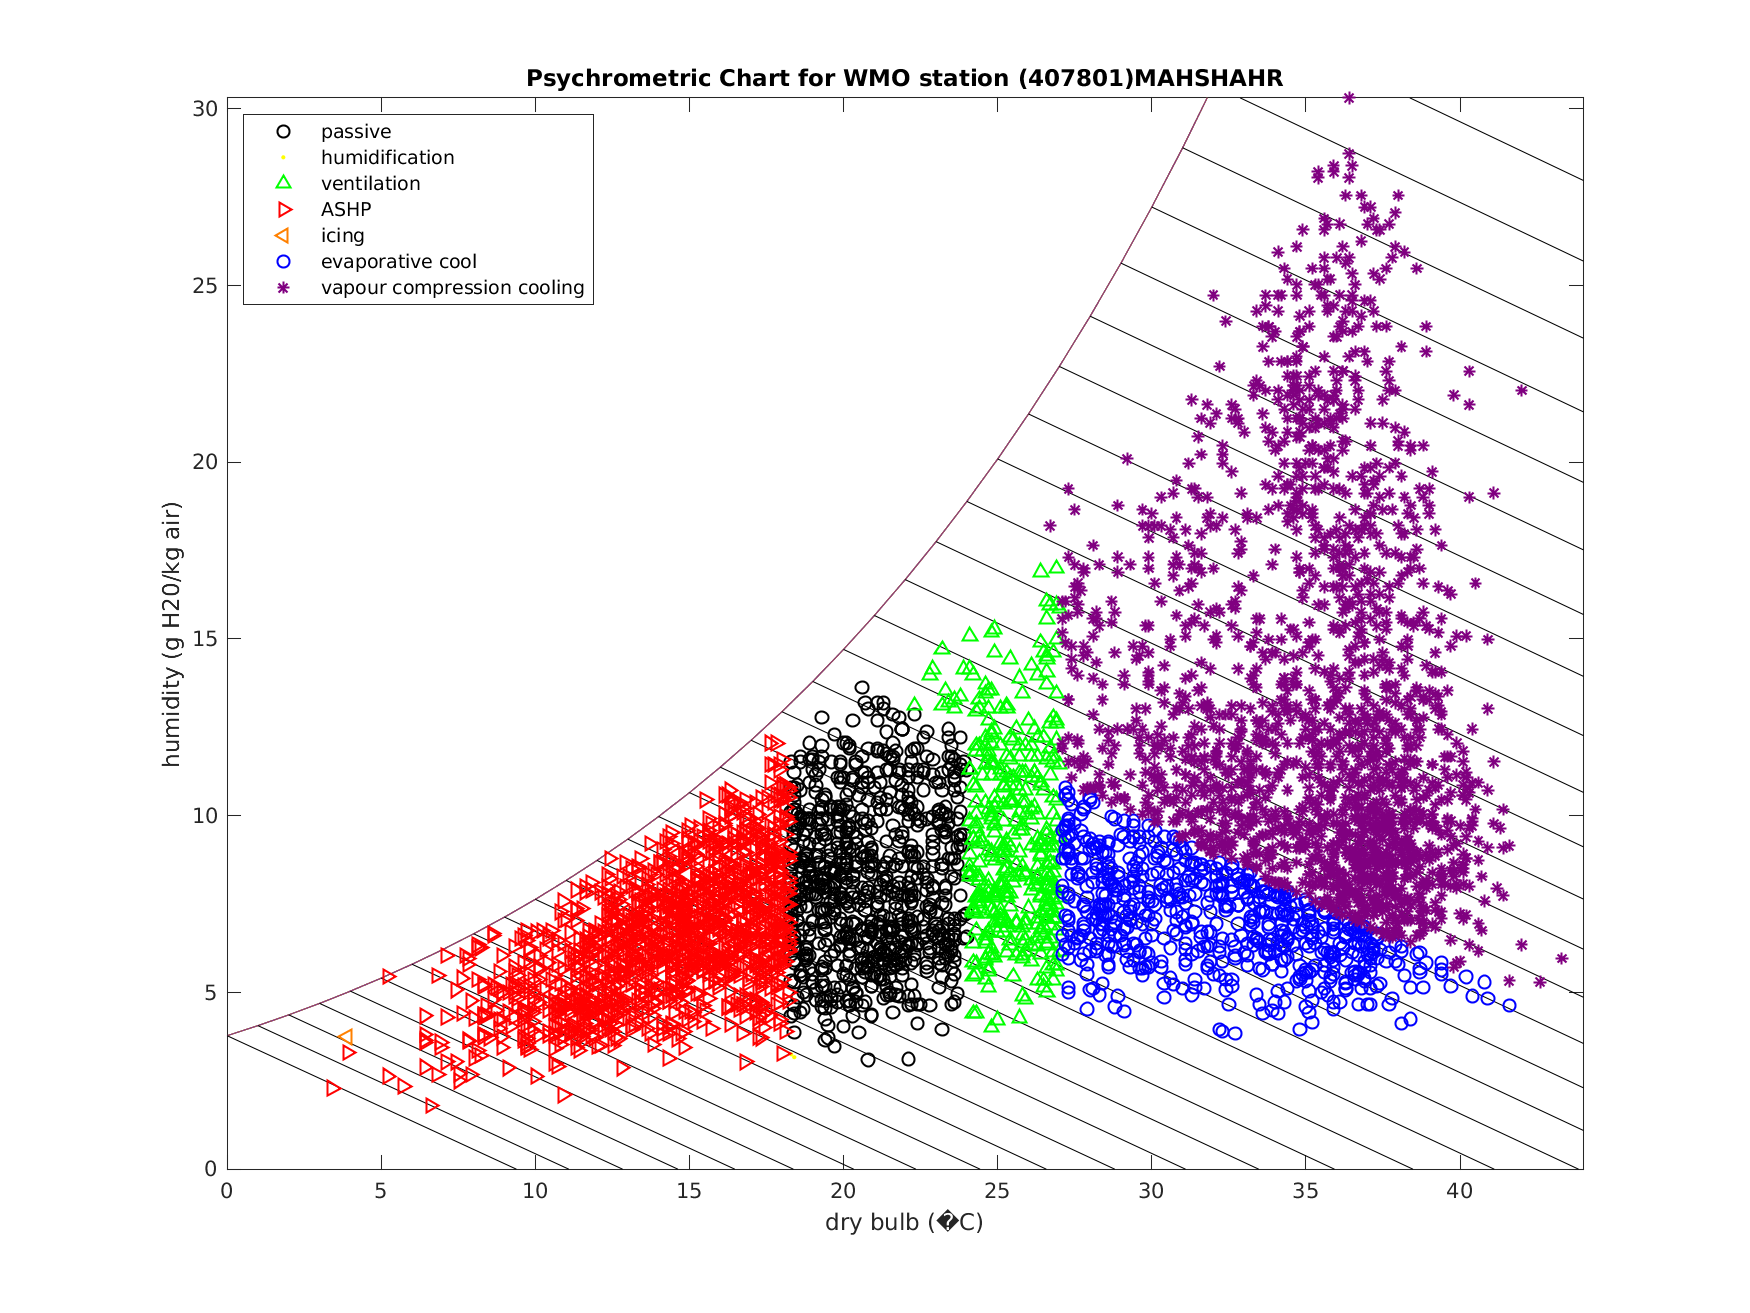 Psychrometric Chart for WMO station (407801)MAHSHAHR
30
25
20
15
10
5
0
humidity (g H20/kg air)
passive
humidification
ventilation
ASHP
icing
evaporative cool
vapour compression cooling
0 5 10 15 20 25 30 35 40
dry bulb (�C)